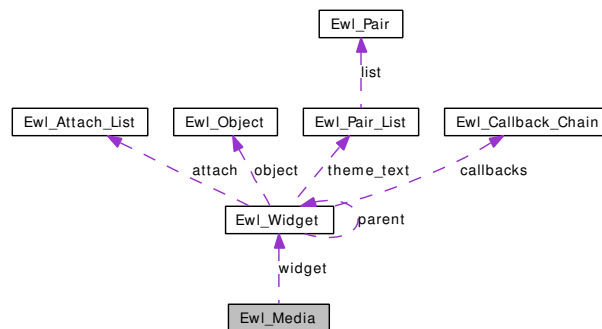 Ewl_Pair
list
Ewl_Attach_List
Ewl_Object
Ewl_Pair_List
Ewl_Callback_Chain
attach
object
theme_text
callbacks
Ewl_Widget
parent
widget
Ewl_Media